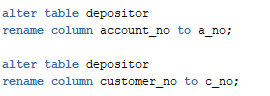 alter table depositor
rename column account_no to a_no;
alter table depositor
rename column customer_no to c_no;